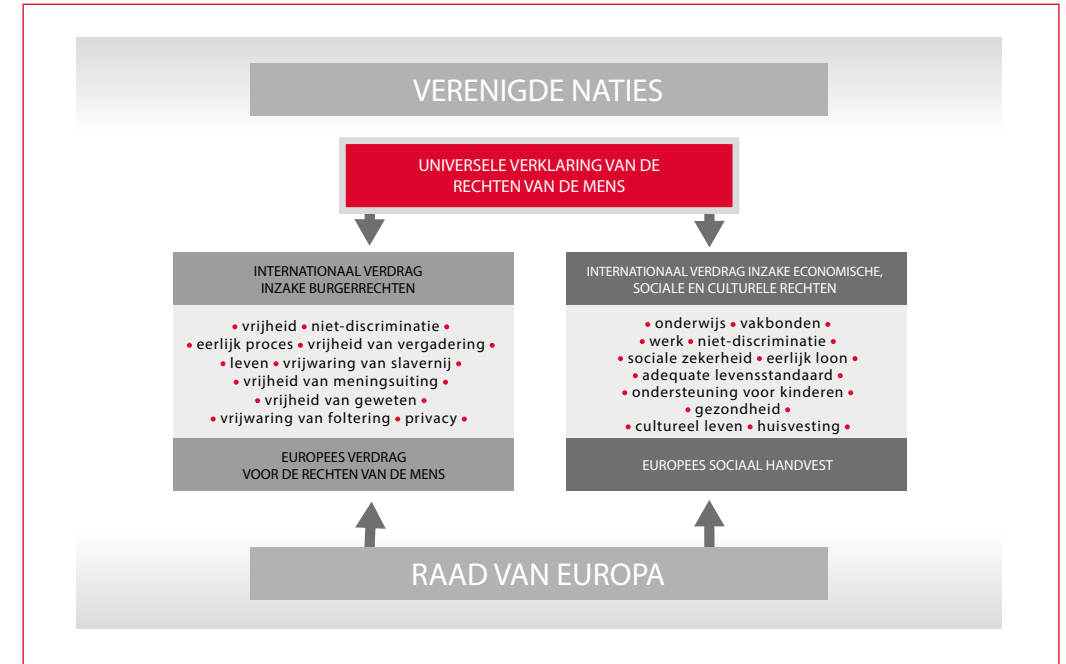 VERENIGDE NATIES
UNIVERSELE VERKLARING VAN DE
RECHTEN VAN DE MENS
INTERNATIONAAL VERDRAG
INZAKE BURGERRECHTEN
• vrijheid • niet-discriminatie •
• eerlijk proces • vrijheid van vergadering •
• leven • vrijwaring van slavernij •
• vrijheid van meningsuiting •
• vrijheid van geweten •
• vrijwaring van foltering • privacy •
EUROPEES VERDRAG
VOOR DE RECHTEN VAN DE MENS
INTERNATIONAAL VERDRAG INZAKE ECONOMISCHE,
SOCIALE EN CULTURELE RECHTEN
• onderwijs • vakbonden •
• werk • niet-discriminatie •
• sociale zekerheid • eerlijk loon •
• adequate levensstandaard •
• ondersteuning voor kinderen •
• gezondheid •
• cultureel leven • huisvesting •
EUROPEES SOCIAAL HANDVEST
RAAD VAN EUROPA